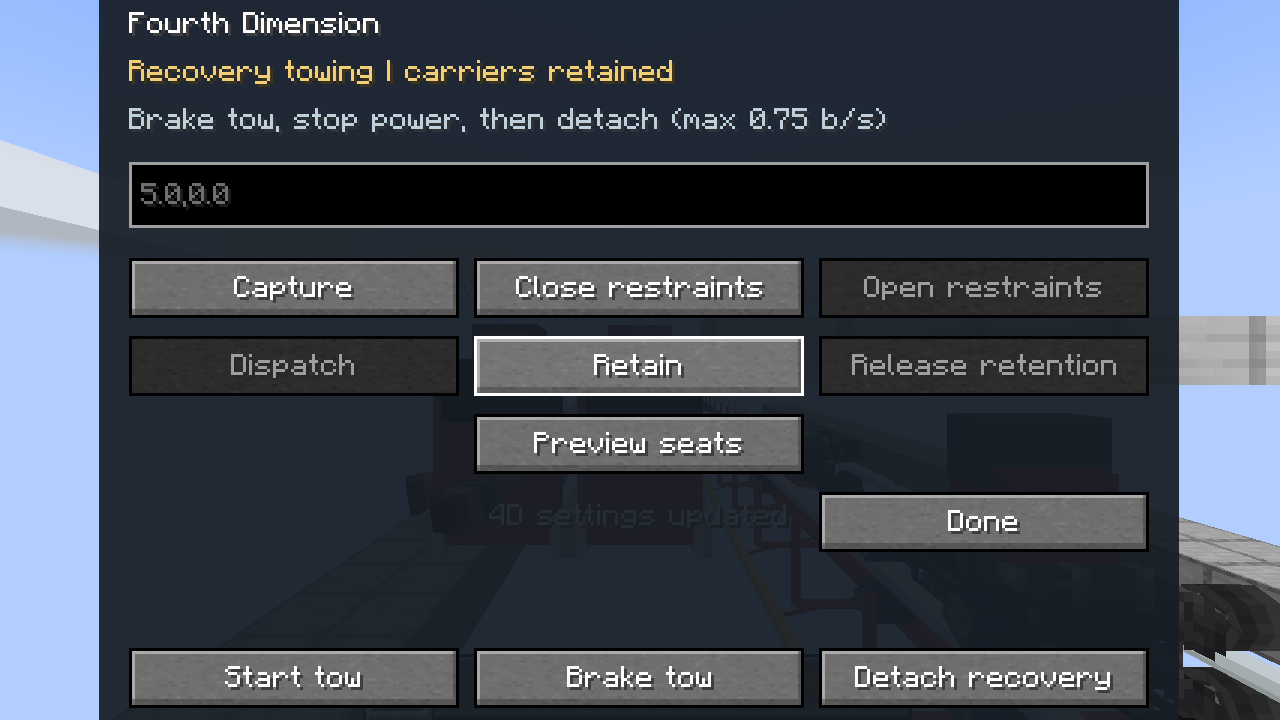 Fourth Dimension
Recovery towing | carriers retained
Brake tow, stop power, then detach (max 0.75 b/s)
5.0,0.0
Capture
Close restraints
Open restraints
Dispatch
Retain
Release retention
Preview seats
4D settings updated
Done
Start tow
Brake tow
Detach recovery